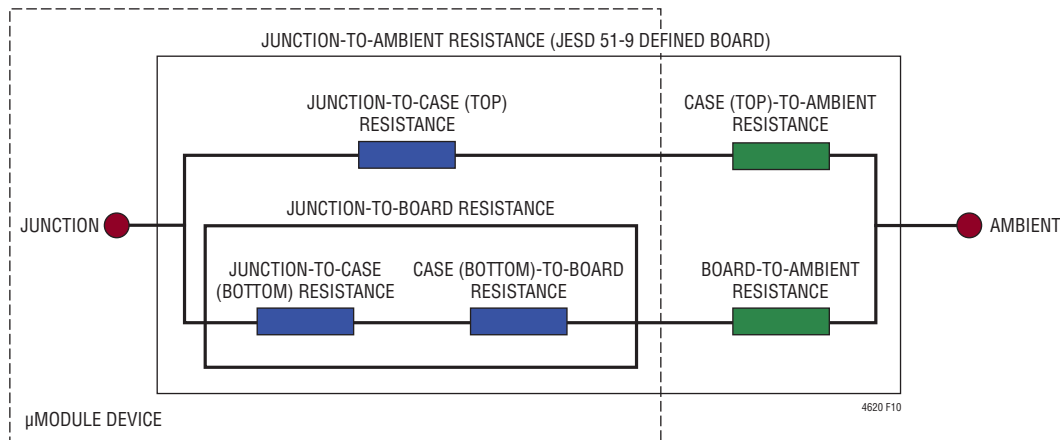 JUNCTION-TO-AMBIENT RESISTANCE (JESD 51-9 DEFINED BOARD)
JUNCTION-TO-CASE (TOP)
RESISTANCE
CASE (TOP)-TO-AMBIENT
RESISTANCE
JUNCTION-TO-BOARD RESISTANCE
JUNCTION
AMBIENT
JUNCTION-TO-CASE
(BOTTOM) RESISTANCE
CASE (BOTTOM)-TO-BOARD
RESISTANCE
BOARD-TO-AMBIENT
RESISTANCE
4620 F10
µMODULE DEVICE